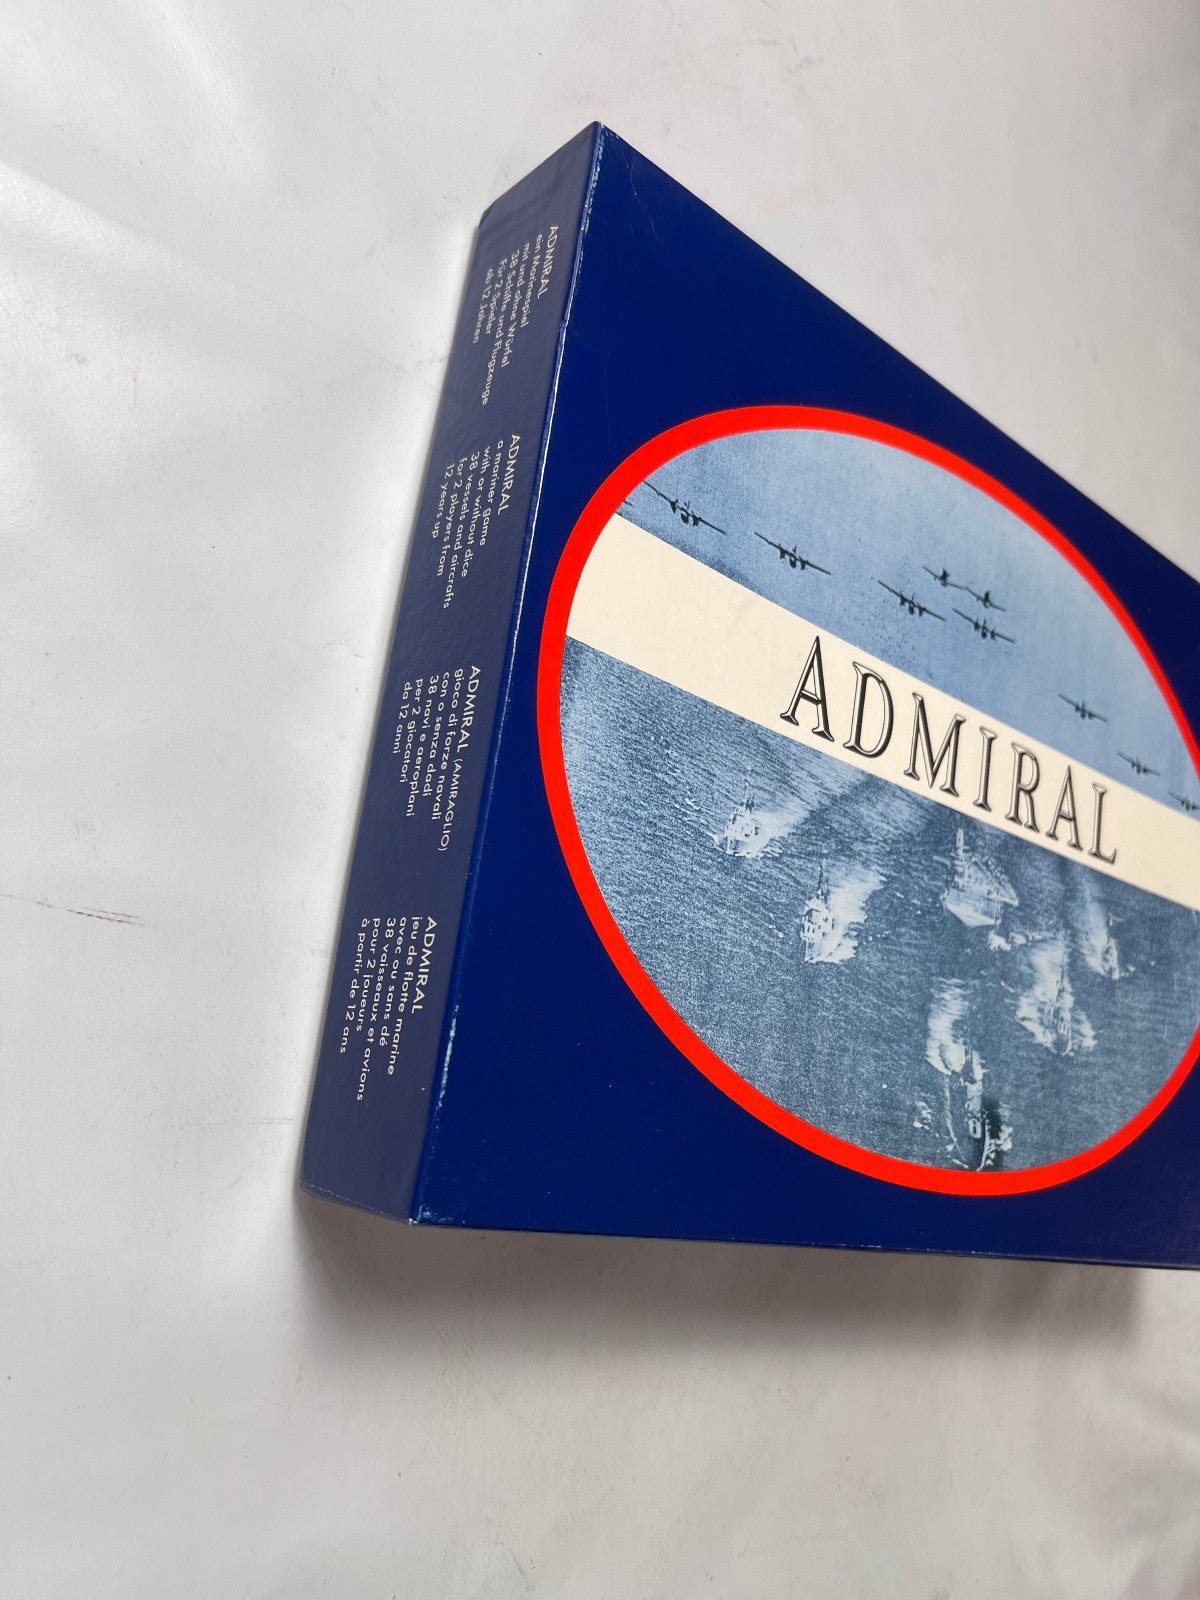 ADMIRAL
ein Marinespiel
mit und ohne Würfel
38 Schiffe und Flugzeuge
für 2 Spieler
ab 12 Jahren
ADMIRAL
a mariner game
with or without dice
38 vessels and aircrafts
for 2 players from
12 years up
ADMIRAL (AMIRAGLIO)
gioco di forze navali
con o senza dadi
38 navi e aeroplani
per 2 giocatori
da 12 anni
ADMIRAL
jeu de flotte marine
avec ou sans dé
38 vaisseaux et avions
pour 2 joueurs
à partir de 12 ans
ADMIRAL